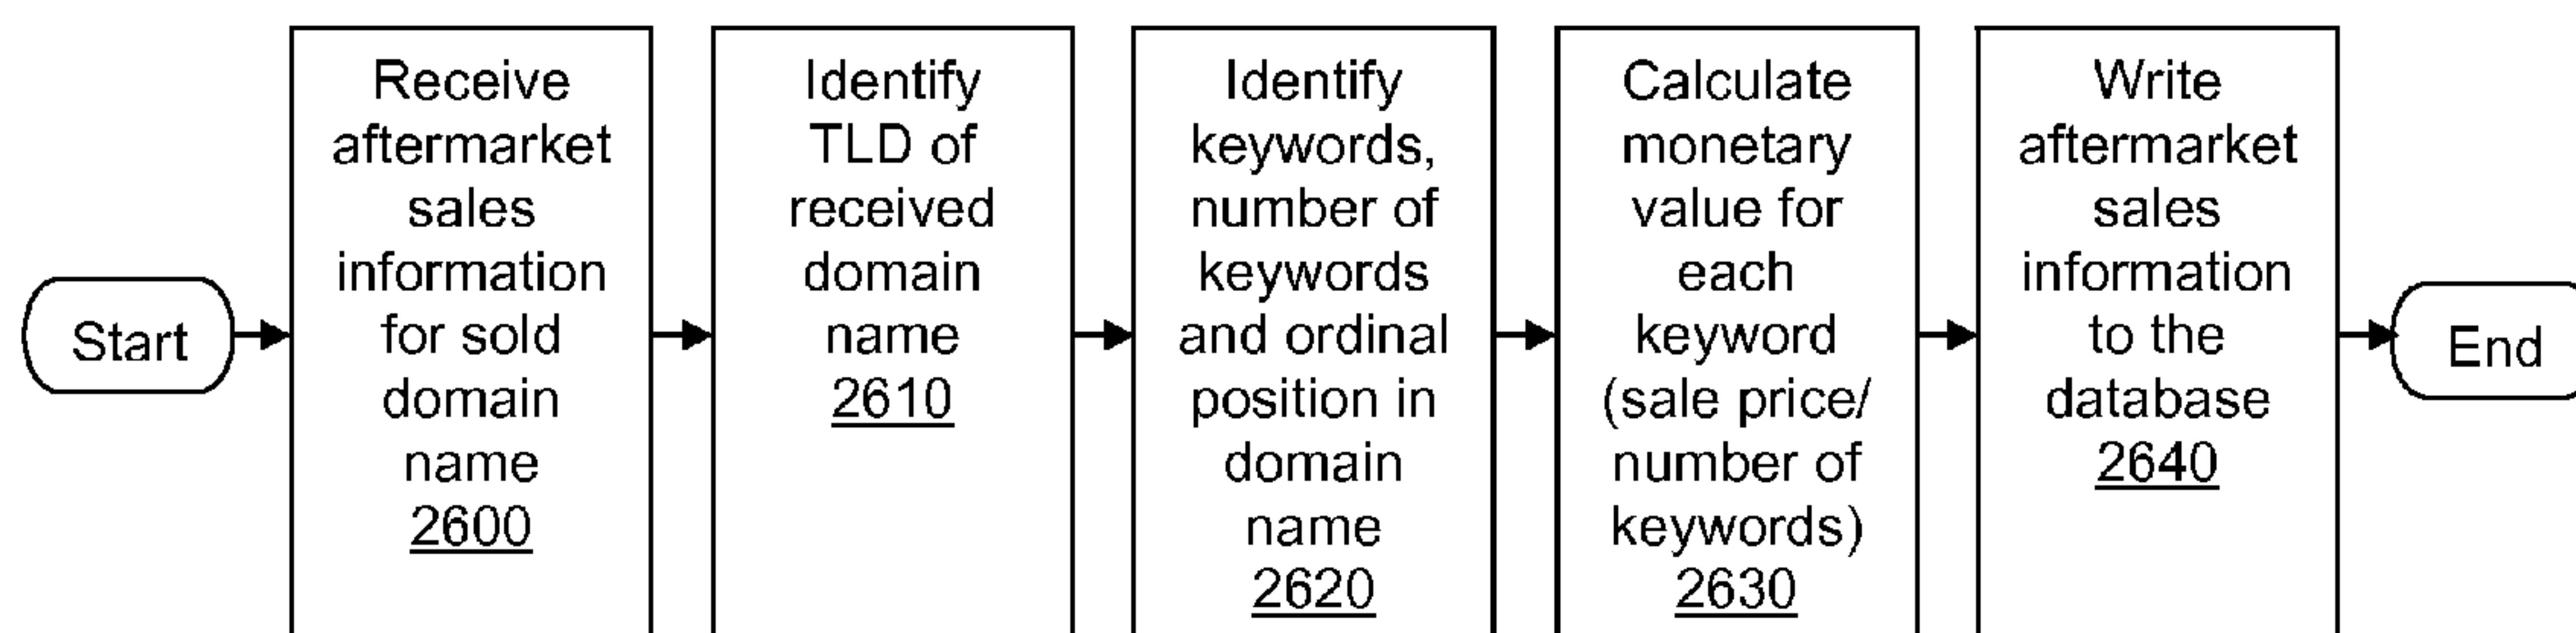 Start
Receive
aftermarket
sales
information
for sold
domain
name
2600
Identify
TLD of
received
domain
name
2610
Identify
keywords,
number of
keywords
and ordinal
position in
domain
name
2620
Calculate
monetary
value for
each
keyword
(sale price/
number of
keywords)
2630
Write
aftermarket
sales
information
to the
database
2640
End